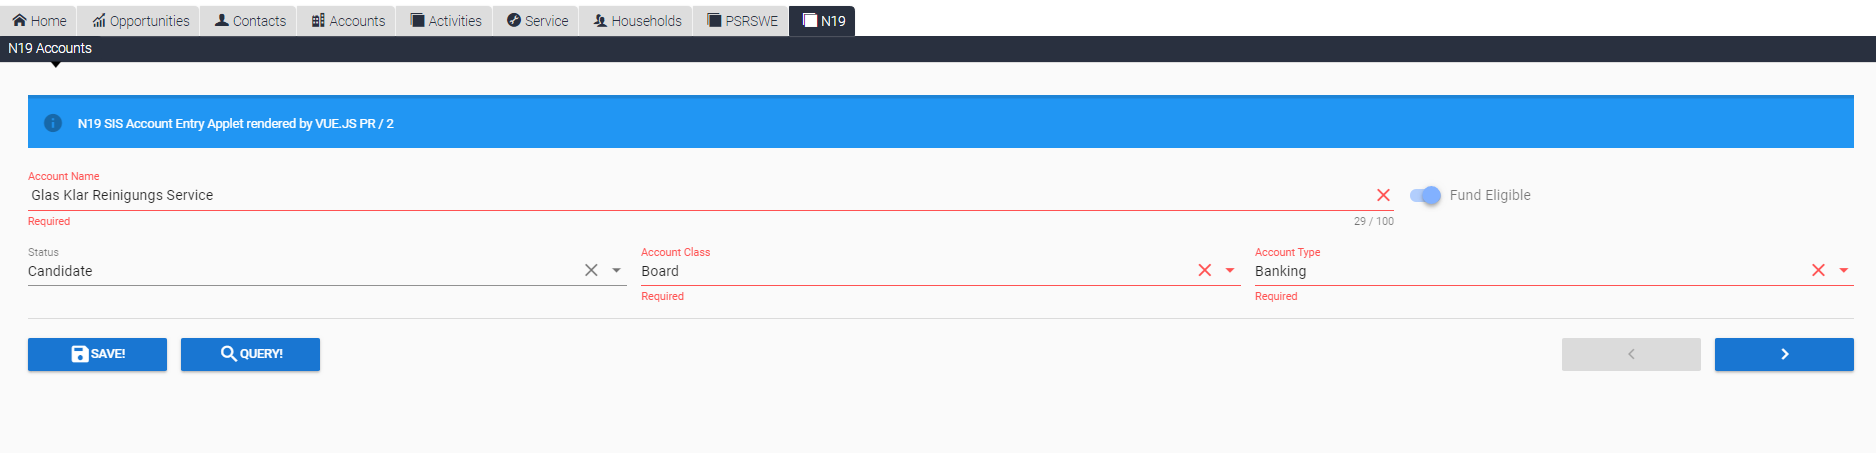 Home Opportunities Contacts Accounts Activities Service Households PSRSWE N19
N19 Accounts
N19 SIS Account Entry Applet rendered by VUE.JS PR / 2
Account Name
Glas Klar Reinigungs Service Fund Eligible
Required 29 / 100
Status Account Class Account Type
Candidate Board Banking
Required Required
SAVE! QUERY!